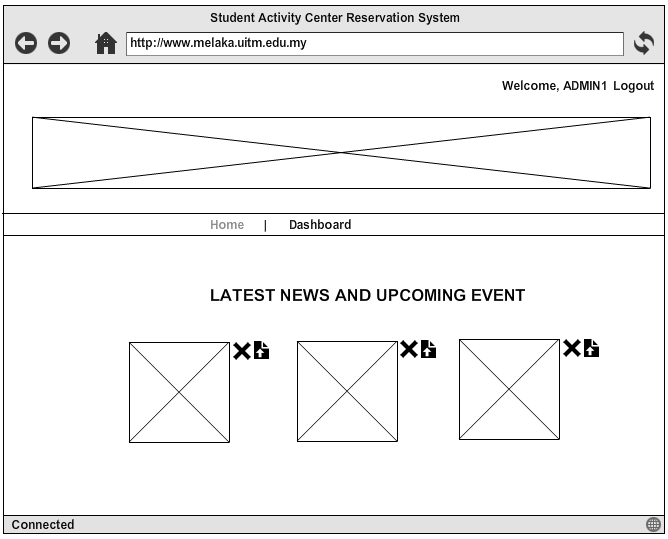 Student Activity Center Reservation System
http://www.melaka.uitm.edu.my
Welcome, ADMIN1 Logout
Home | Dashboard
LATEST NEWS AND UPCOMING EVENT
Connected